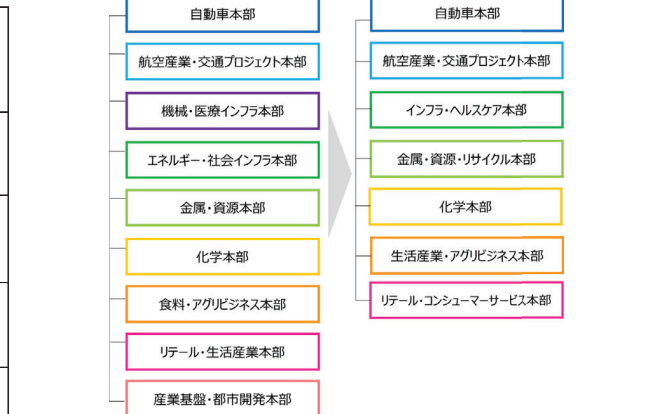 自動車本部
航空産業・交通プロジェクト本部
機械・医療インフラ本部
エネルギー・社会インフラ本部
金属・資源本部
化学本部
食料・アグリビジネス本部
リテール・生活産業本部
産業基盤・都市開発本部
自動車本部
航空産業・交通プロジェクト本部
インフラ・ヘルスケア本部
金属・資源・リサイクル本部
化学本部
生活産業・アグリビジネス本部
リテール・コンシューマーサービス本部